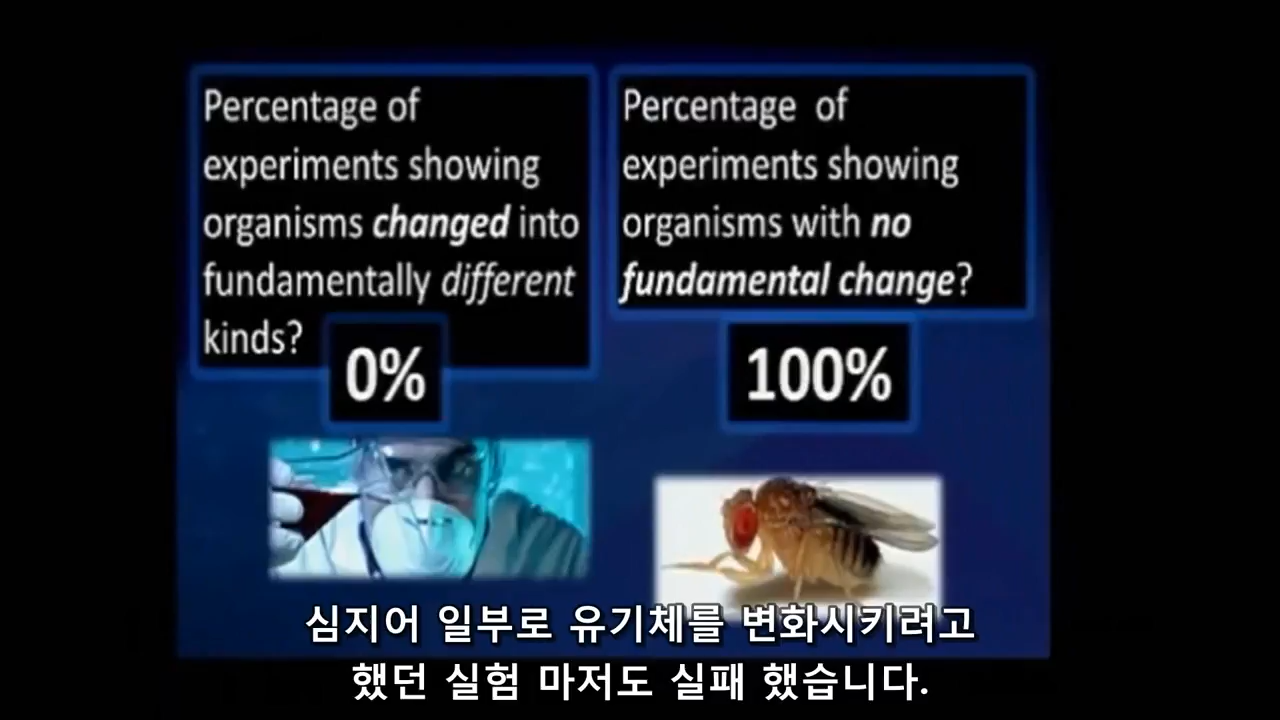 Percentage of
experiments showing
organisms changed into
fundamentally different
kinds?
0%
Percentage of
experiments showing
organisms with no
fundamental change?
100%
심지어 일부로 유기체를 변화시키려고
했던 실험 마저도 실패 했습니다.